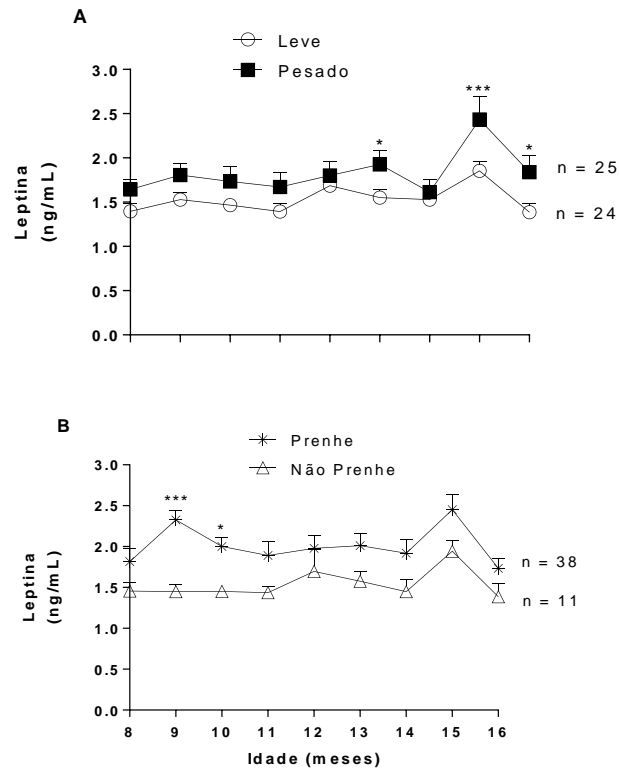 A
Leve
Pesado
Leptina
(ng/mL)
3.0
2.5
2.0
1.5
1.0
0.5
0.0
*
***
*
n = 25
n = 24
B
Prenhe
Não Prenhe
Leptina
(ng/mL)
3.0
2.5
2.0
1.5
1.0
0.5
0.0
***
*
n = 38
n = 11
8 9 10 11 12 13 14 15 16
Idade (meses)